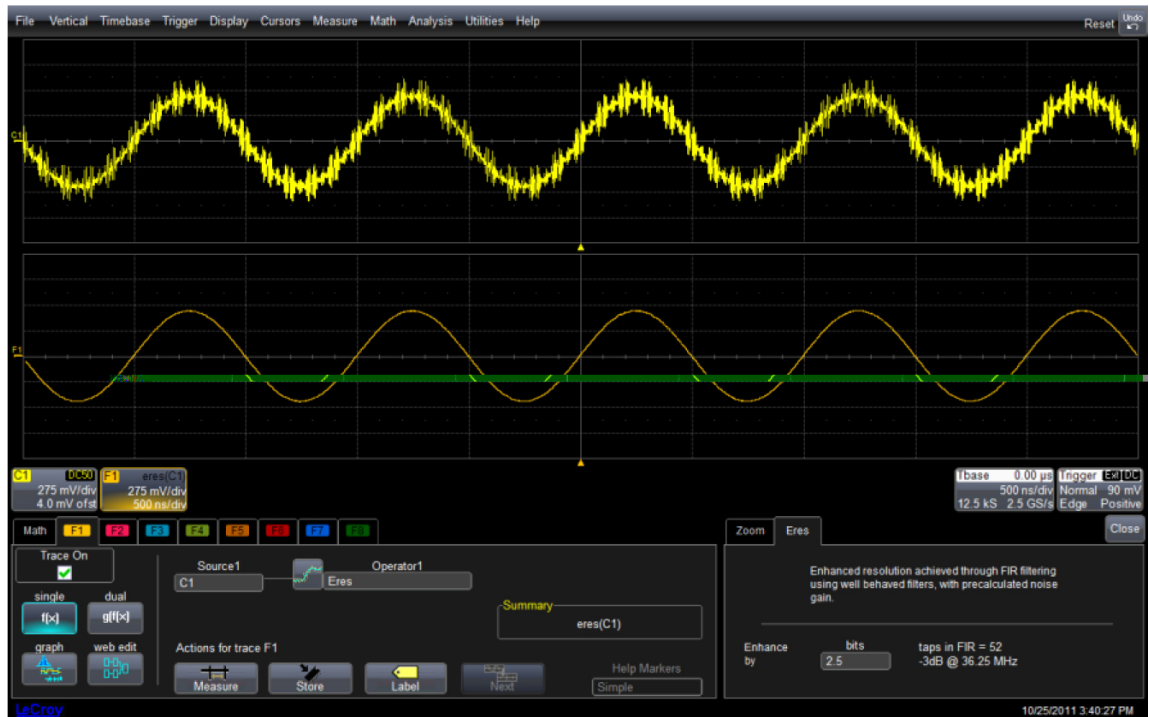 File Vertical Timebase Trigger Display Cursors Measure Math Analysis Utilities Help
Reset Undo
C1
F1
C1 DC50
275 mV/div
4.0 mV ofst
F1 eres(C1)
275 mV/div
500 ns/div
Tbase 0.00 µs
500 ns/div
12.5 kS 2.5 GS/s
Trigger Ext DC
Normal 90 mV
Edge Positive
Math F1 F2 F3 F4 F5 F6 F7 F8
Zoom Eres Close
Trace On
single dual
f(x) g(f(x))
graph web edit
Source1
C1
Operator1
Eres
Summary
eres(C1)
Actions for trace F1
Measure Store Label Next
Help Markers
Simple
Enhanced resolution achieved through FIR filtering
using well behaved filters, with precalculated noise
gain.
Enhance by
bits
2.5
taps in FIR = 52
-3dB @ 36.25 MHz
LeCroy
10/25/2011 3:40:27 PM